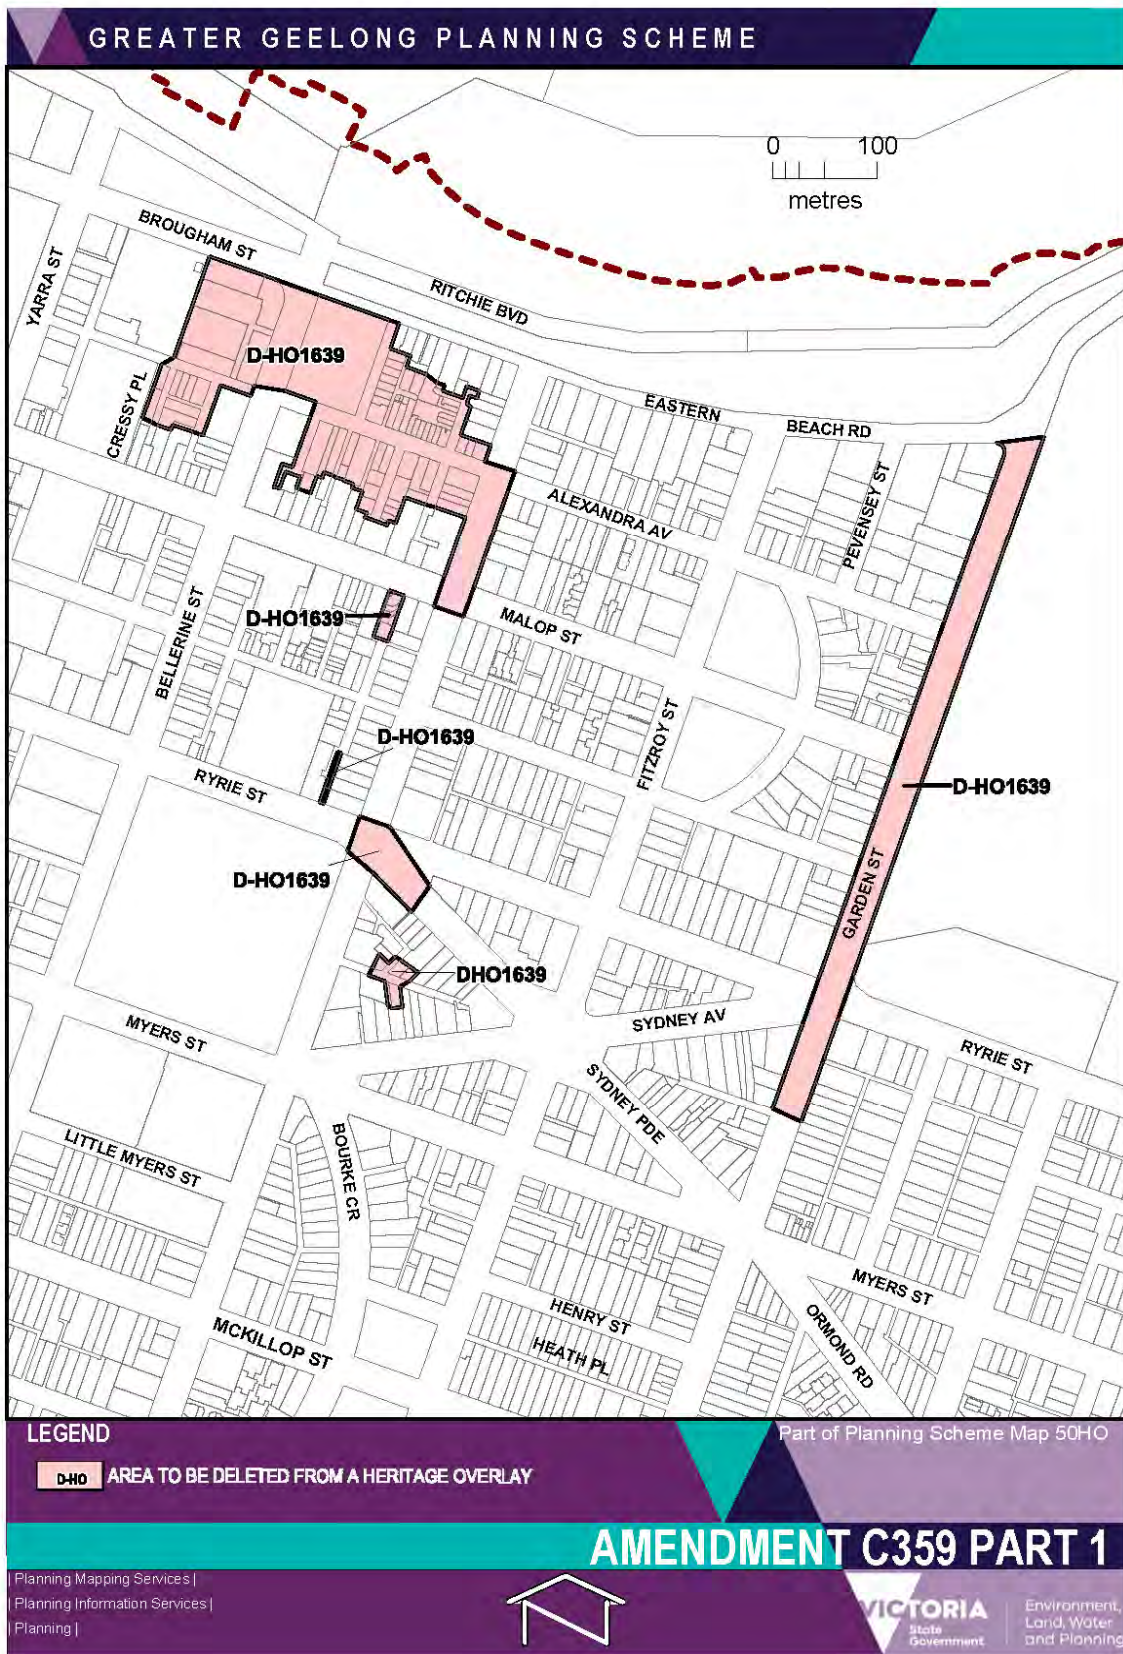 GREATER GEELONG PLANNING SCHEME
0 100
metres
BROUGHAM ST
YARRA ST
RITCHIE BVD
D-HO1639
CRESSY PL
EASTERN
BEACH RD
PEVENSEY ST
ALEXANDRA AV
D-HO1639
MALOP ST
BELLERINE ST
FITZROY ST
D-HO1639
RYRIE ST
D-HO1639
D-HO1639
GARDEN ST
DHO1639
SYDNEY AV
MYERS ST
RYRIE ST
SYDNEY PDE
LITTLE MYERS ST
BOURKE CR
MYERS ST
HENRY ST
ORMOND RD
MCKILLOP ST
HEATH PL
LEGEND
Part of Planning Scheme Map 50HO
D-HO AREA TO BE DELETED FROM A HERITAGE OVERLAY
AMENDMENT C359 PART 1
| Planning Mapping Services |
| Planning Information Services |
| Planning |
VICTORIA
State
Government
Environment,
Land, Water
and Planning